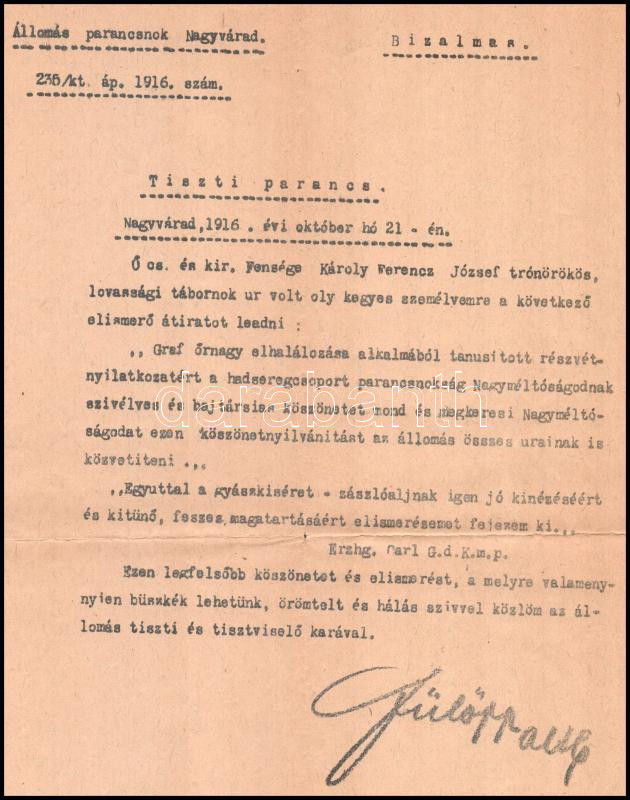 Állomás parancsnok Nagyvárad.
Bizalmas.
235/kt. áp. 1916. szám.
Tiszti parancs.
Nagyvárad,1916. évi október hó 21-én.
Ő cs. és kir. Fensége Károly Ferencz József trónörökös,
lovassági tábornok ur volt oly kegyes személyemre a következő
elismerő átiratot leadni :
,, Graf őrnagy elhalálozása alkalmából tanusitott részvét-
nyilatkozatért a hadseregcsoport parancsnokság Nagyméltóságodnak
szivélyes és bajtársias köszönetet mond és megkeresi Nagymélt­ó-
ságodat ezen köszönetnyilvánitást az állomás összes urainak is
közvetiteni .,,
,,Egyuttal a gyászkiséret - zászlóaljnak igen jó kinézéséért
és kitünő, feszes magatartásáért elismerésemet fejezem ki.,,
Erzhg. Carl G.d.K.m.p.
Ezen legfelsőbb köszönetet és elismerést, a melyre valameny-
nyien büszkék lehetünk, örömtelt és hálás szivvel közlöm az ál-
lomás tiszti és tisztviselő karával.
Fülöpp altb
darabanth